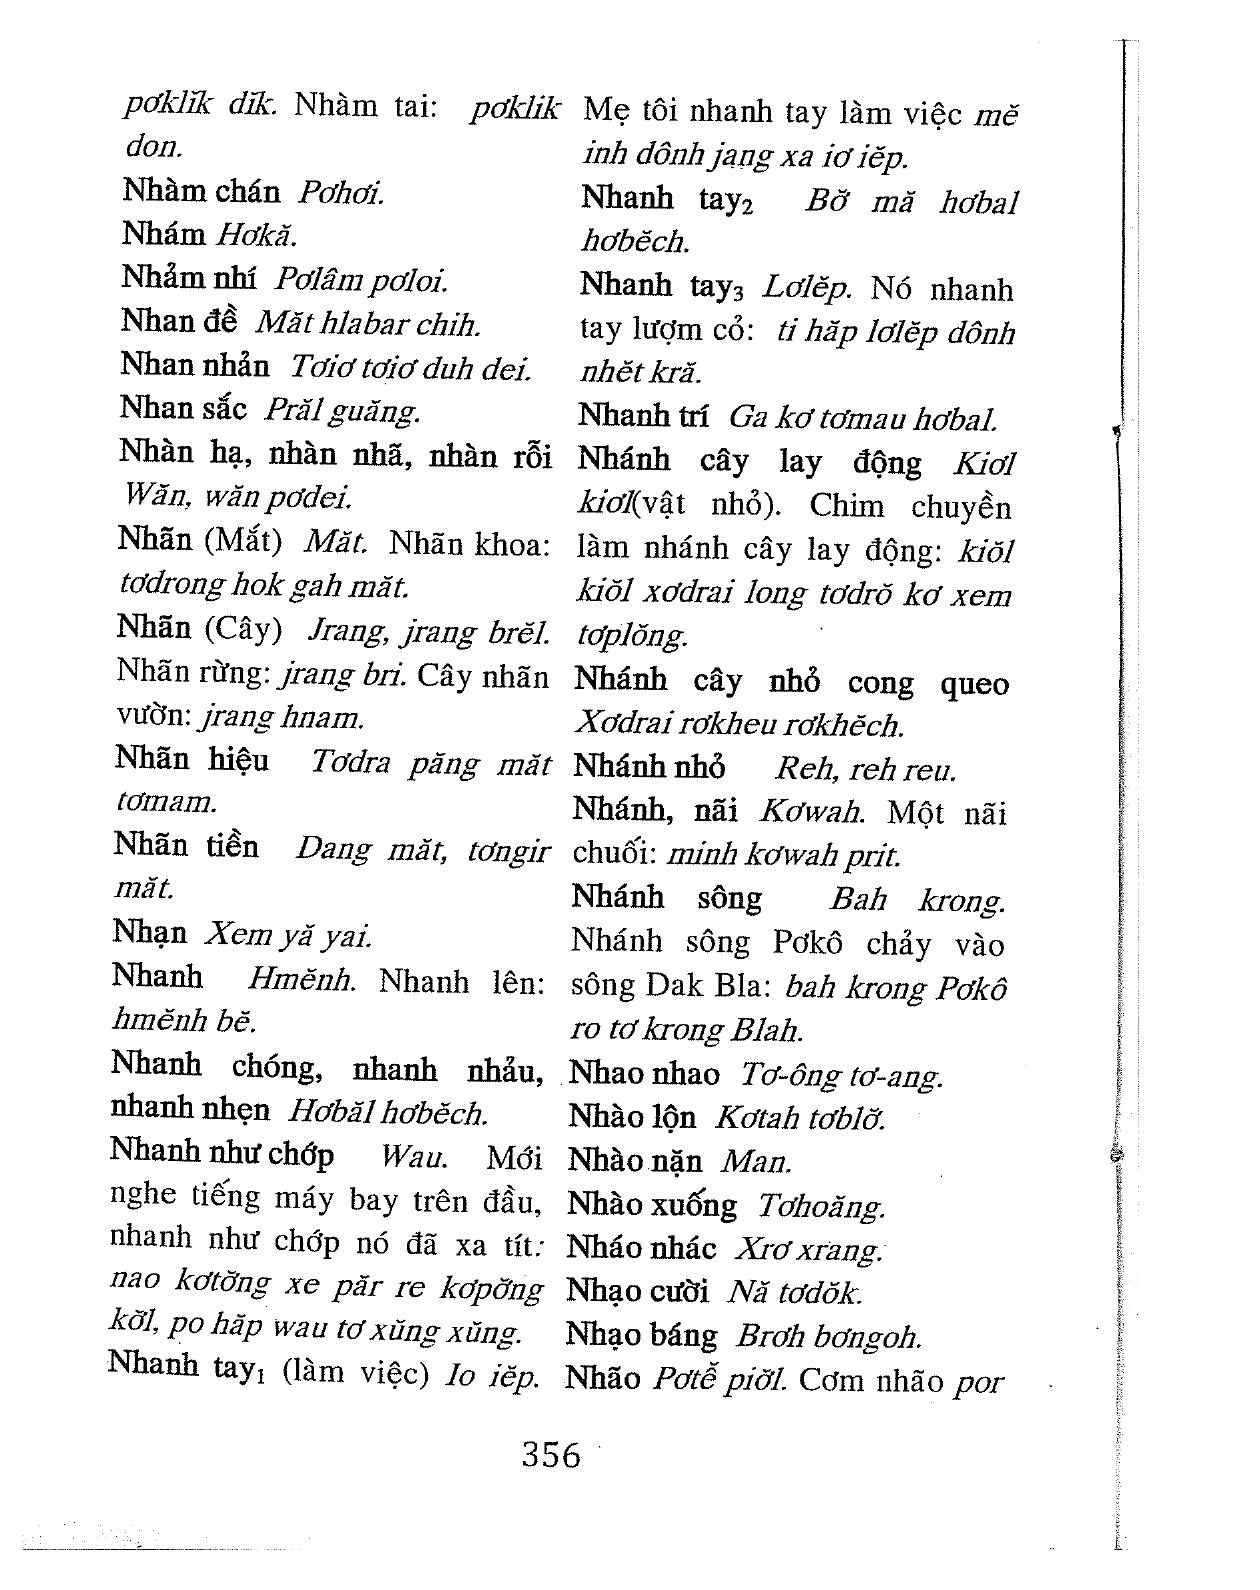 pơklĭk dĭk. Nhàm tai: pơklik
don.
Nhàm chán Pơhơi.
Nhám Hơkă.
Nhảm nhí Pơlâm pơloi.
Nhan đề Măt hlabar chih.
Nhan nhản Tơiơ tơiơ duh dei.
Nhan sắc Prăl guăng.
Nhàn hạ, nhàn nhã, nhàn rỗi
Wăn, wăn pơdei.
Nhãn (Mắt) Măt. Nhãn khoa:
tơdrong hok gah măt.
Nhãn (Cây) Jrang, jrang brĕl.
Nhãn rừng: jrang bri. Cây nhãn
vườn: jrang hnam.
Nhãn hiệu Tơdra păng măt
tơmam.
Nhãn tiền Dang măt, tơngir
măt.
Nhạn Xem yă yai.
Nhanh Hmĕnh. Nhanh lên:
hmĕnh bĕ.
Nhanh chóng, nhanh nhảu,
nhanh nhẹn Hơbăl hơbĕch.
Nhanh như chớp Wau. Mới
nghe tiếng máy bay trên đầu,
nhanh như chớp nó đã xa tít:
nao kơtơ̆ng xe păr re kơpơ̆ng
kơ̆l, po hăp wau tơ xŭng xŭng.
Nhanh tay₁ (làm việc) Io iĕp.
Mẹ tôi nhanh tay làm việc mĕ
inh dônh jang xa iơ iĕp.
Nhanh tay₂ Bơ̆ mă hơbal
hơbĕch.
Nhanh tay₃ Lơlĕp. Nó nhanh
tay lượm cỏ: ti hăp lơlĕp dônh
nhĕt kră.
Nhanh trí Ga kơ tơmau hơbal.
Nhánh cây lay động Kiơl
kiơl(vật nhỏ). Chim chuyền
làm nhánh cây lay động: kiŏl
kiŏl xơdrai long tơdrŏ kơ xem
tơplŏng.
Nhánh cây nhỏ cong queo
Xơdrai rơkheu rơkhĕch.
Nhánh nhỏ Reh, reh reu.
Nhánh, nãi Kơwah. Một nãi
chuối: minh kơwah prit.
Nhánh sông Bah krong.
Nhánh sông Pơkô chảy vào
sông Dak Bla: bah krong Pơkô
ro tơ krong Blah.
Nhao nhao Tơ-ông tơ-ang.
Nhào lộn Kơtah tơblơ̆.
Nhào nặn Man.
Nhào xuống Tơhoăng.
Nháo nhác Xrơ xrang.
Nhạo cười Nă tơdŏk.
Nhạo báng Brơh bơngoh.
Nhão Pơtê̆ piơ̆l. Cơm nhão por
356